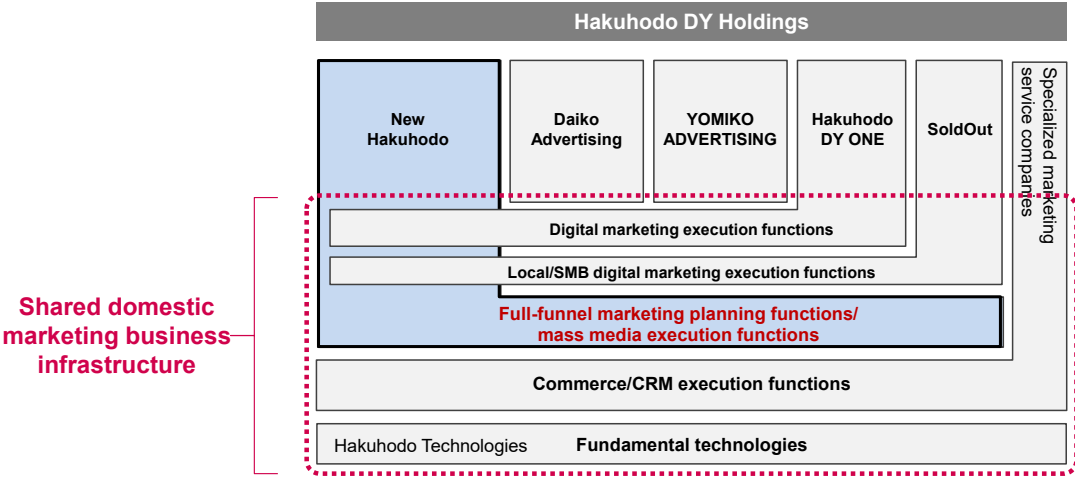 Hakuhodo DY Holdings
New
Hakuhodo
Daiko
Advertising
YOMIKO
ADVERTISING
Hakuhodo
DY ONE
SoldOut
Specialized marketing
service companies
Digital marketing execution functions
Local/SMB digital marketing execution functions
Full-funnel marketing planning functions/
mass media execution functions
Shared domestic
marketing business
infrastructure
Commerce/CRM execution functions
Hakuhodo Technologies Fundamental technologies